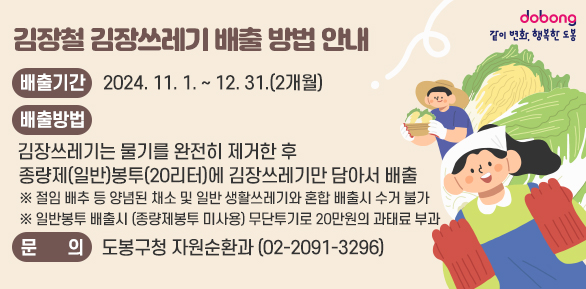 dobong
같이 변화, 행복한 도봉
김장철 김장쓰레기 배출 방법 안내
배출기간 2024. 11. 1. ~ 12. 31.(2개월)
배출방법
김장쓰레기는 물기를 완전히 제거한 후
종량제(일반)봉투(20리터)에 김장쓰레기만 담아서 배출
※ 절임 배추 등 양념된 채소 및 일반 생활쓰레기와 혼합 배출시 수거 불가
※ 일반봉투 배출시 (종량제봉투 미사용) 무단투기로 20만원의 과태료 부과
문 의 도봉구청 자원순환과 (02-2091-3296)